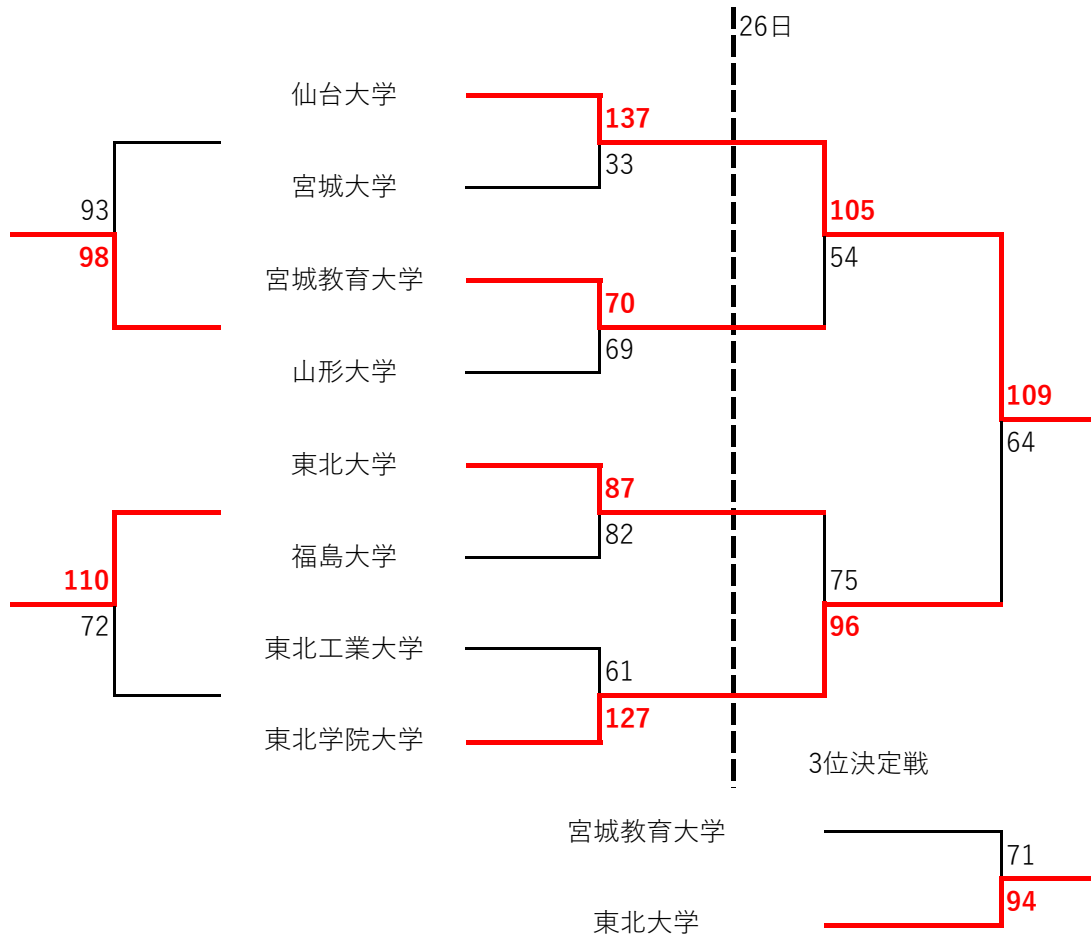 26日
仙台大学
137
33
宮城大学
93
98
105
54
宮城教育大学
70
69
山形大学
109
64
東北大学
87
82
福島大学
110
72
75
96
東北工業大学
61
127
東北学院大学
3位決定戦
宮城教育大学
71
94
東北大学